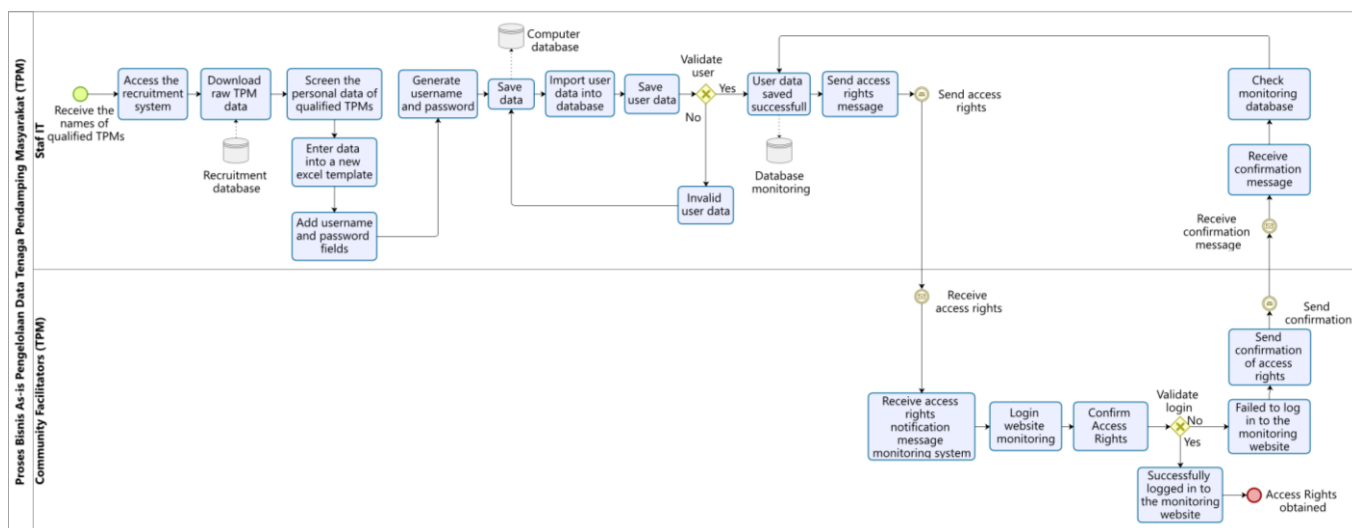 Proses Bisnis As-is Pengelolaan Data Tenaga Pendamping Masyarakat (TPM)
Staf IT
Receive the
names of
qualified TPMs
Access the
recruitment
system
Download
raw TPM
data
Recruitment
database
Screen the
personal data of
qualified TPMs
Enter data
into a new
excel template
Add username
and password
fields
Generate
username
and password
Save
data
Computer
database
Import user
data into
database
Save
user data
Validate
user
Yes
No
Invalid
user data
User data
saved
successfull
Database
monitoring
Send access
rights
message
Send access
rights
Check
monitoring
database
Receive
confirmation
message
Receive
confirmation
message
Community Facilitators (TPM)
Receive
access rights
Receive access
rights
notification
message
monitoring system
Login
website
monitoring
Confirm
Access
Rights
Validate
login
No
Yes
Failed to log
in to the
monitoring
website
Send
confirmation
of access
rights
Send
confirmation
Successfully
logged in to
the monitoring
website
Access Rights
obtained